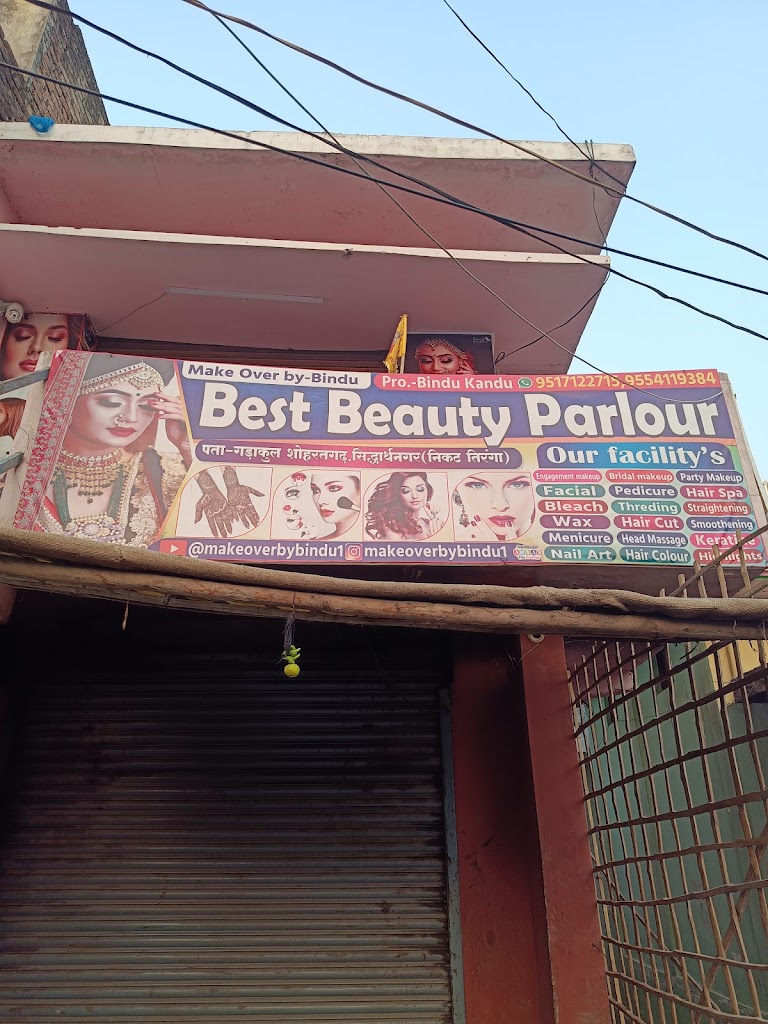 Make Over by-Bindu
Pro.-Bindu Kandu 9517122715, 9554119384
Best Beauty Parlour
पता-गड़ाकुल शोहरतगढ़, सिद्धार्थनगर (निकट तिरंगा)
Our facility's
Engagement makeup Bridal makeup Party Makeup
Facial Pedicure Hair Spa
Bleach Threding Straightening
Wax Hair Cut Smoothening
Menicure Head Massage Keratine
Nail Art Hair Colour Highlights
@makeoverbybindu1 makeoverbybindu1